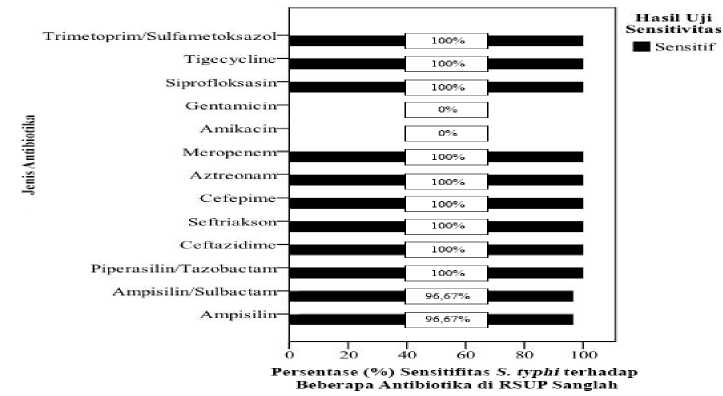 Hasil Uji
Sensitivitas
Sensitif
Jenis Antibiotika
Trimetoprim/Sulfametoksazol 100%
Tigecycline 100%
Siprofloksasin 100%
Gentamicin 0%
Amikacin 0%
Meropenem 100%
Aztreonam 100%
Cefepime 100%
Seftriakson 100%
Ceftazidime 100%
Piperasilin/Tazobactam 100%
Ampisilin/Sulbactam 96,67%
Ampisilin 96,67%
0 20 40 60 80 100
Persentase (%) Sensitifitas S. typhi terhadap
Beberapa Antibiotika di RSUP Sanglah